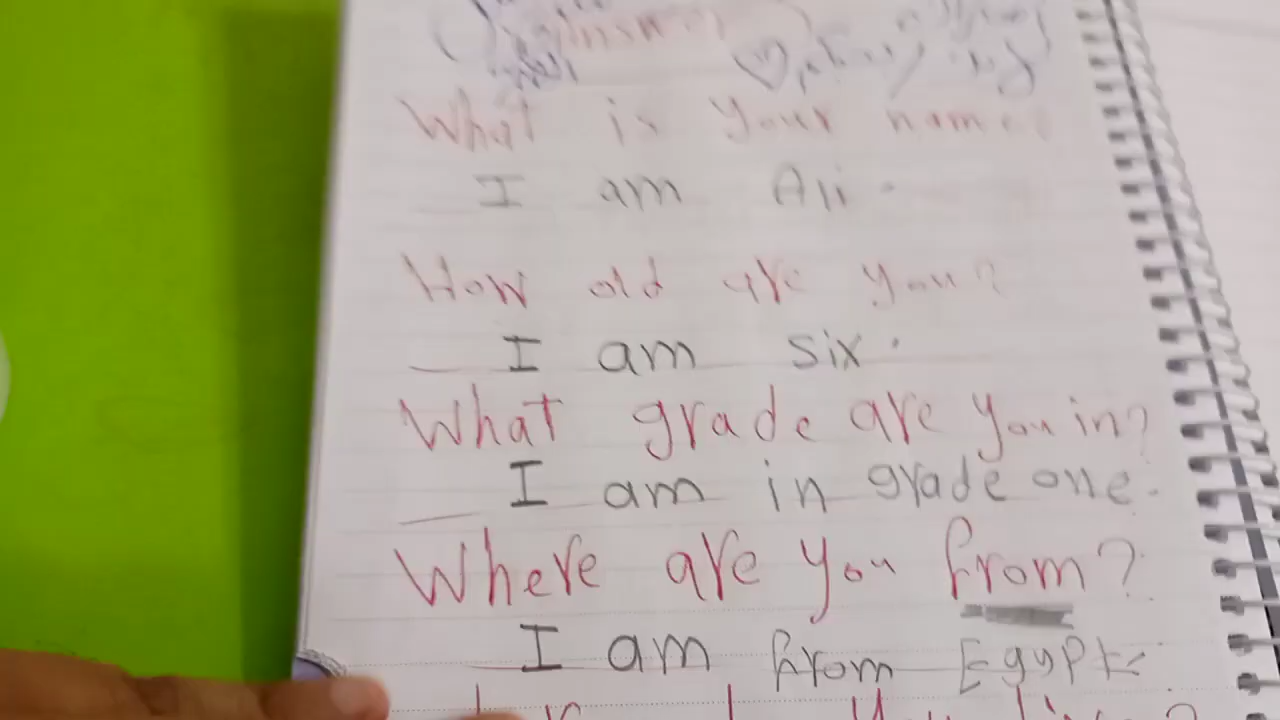 What is your name?
I am Ali.
How old are you?
I am six.
What grade are you in?
I am in grade one.
Where are you from?
I am from Egypt.